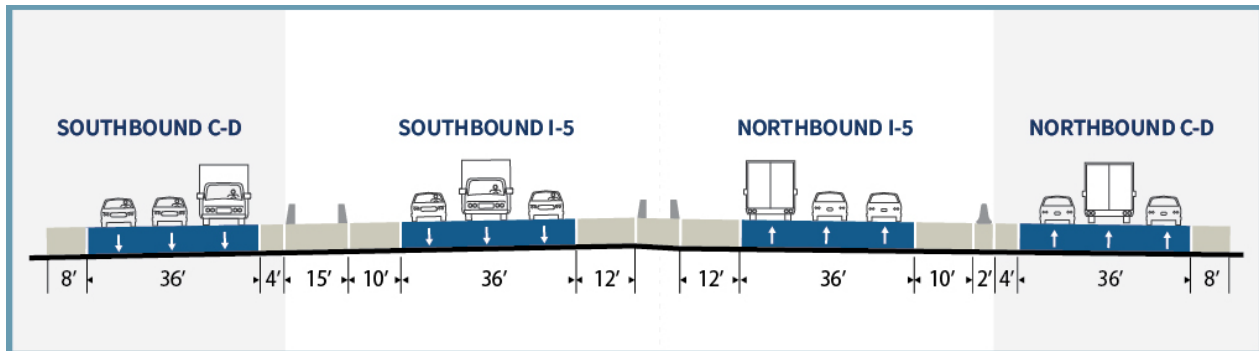 SOUTHBOUND C-D
SOUTHBOUND I-5
NORTHBOUND I-5
NORTHBOUND C-D
8’ 36’ 4’ 15’ 10’ 36’ 12’ 12’ 36’ 10’ 2’ 4’ 36’ 8’